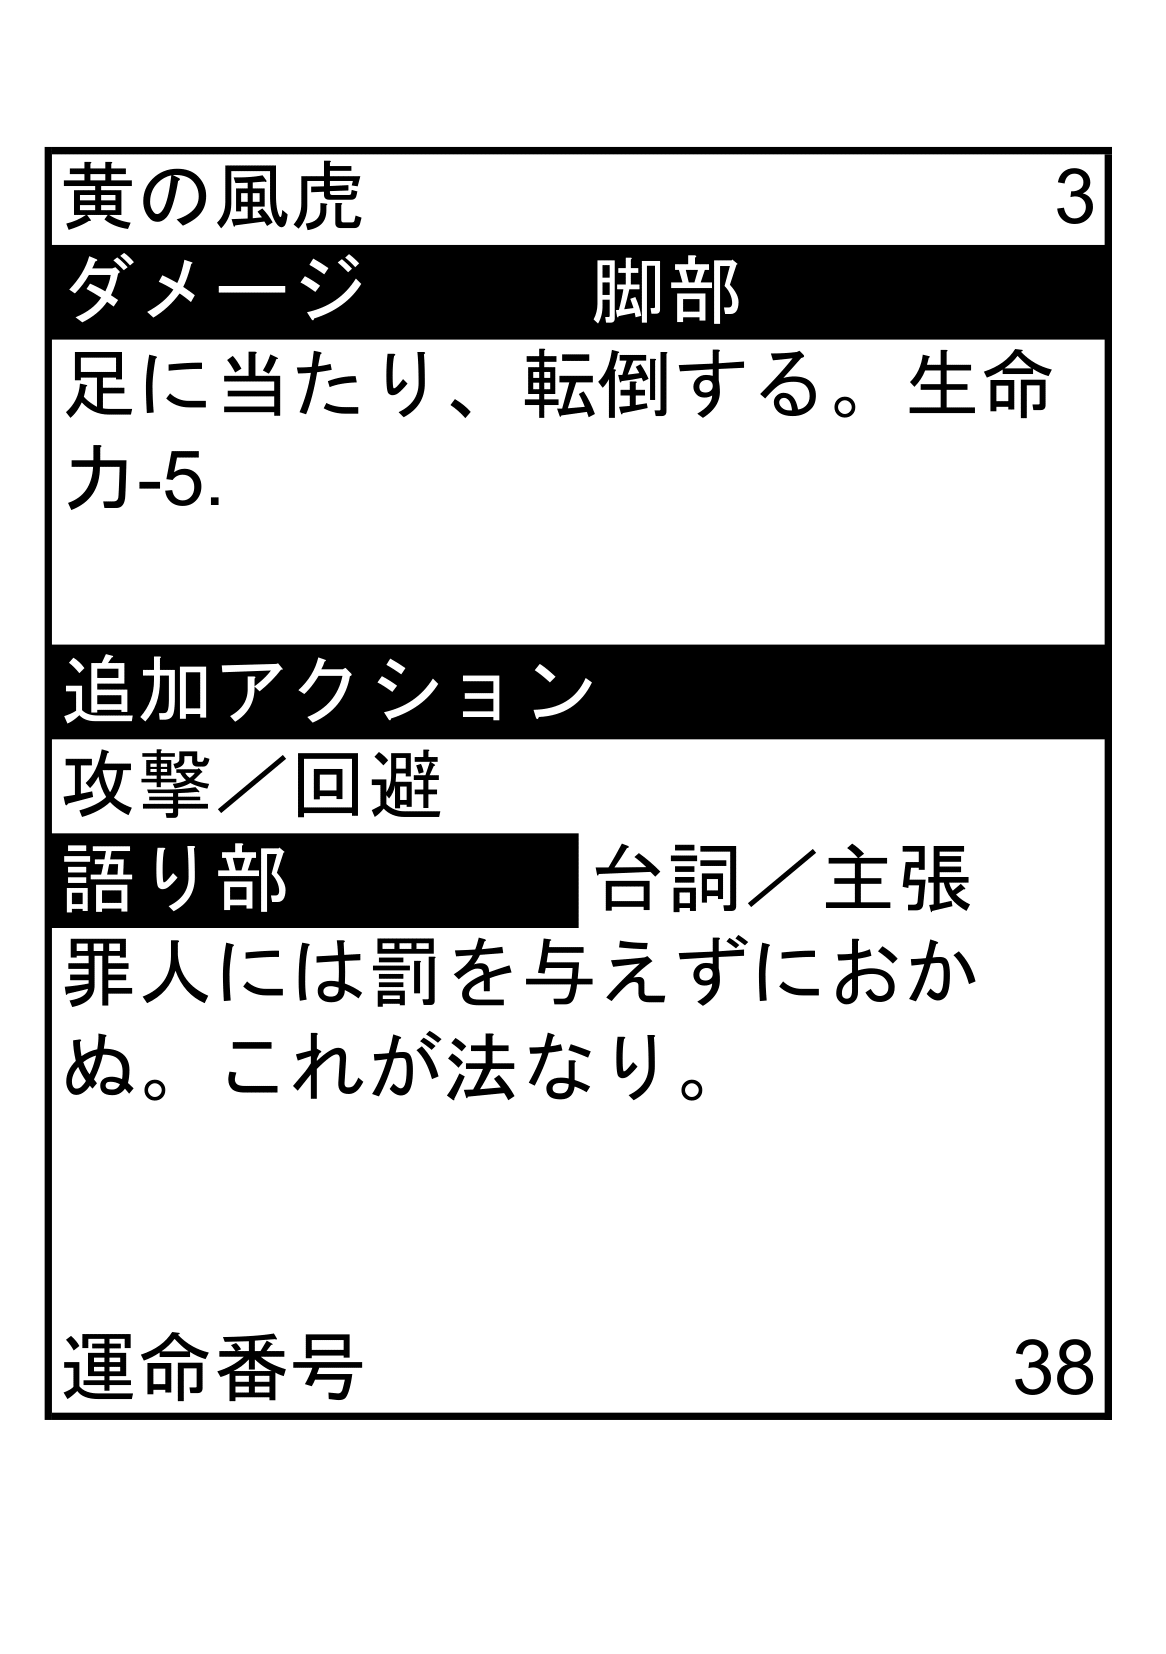 黄の風虎 3
ダメージ 脚部
足に当たり、転倒する。生命
力-5.
追加アクション
攻撃／回避
語り部 台詞／主張
罪人には罰を与えずにおか
ぬ。これが法なり。
運命番号 38